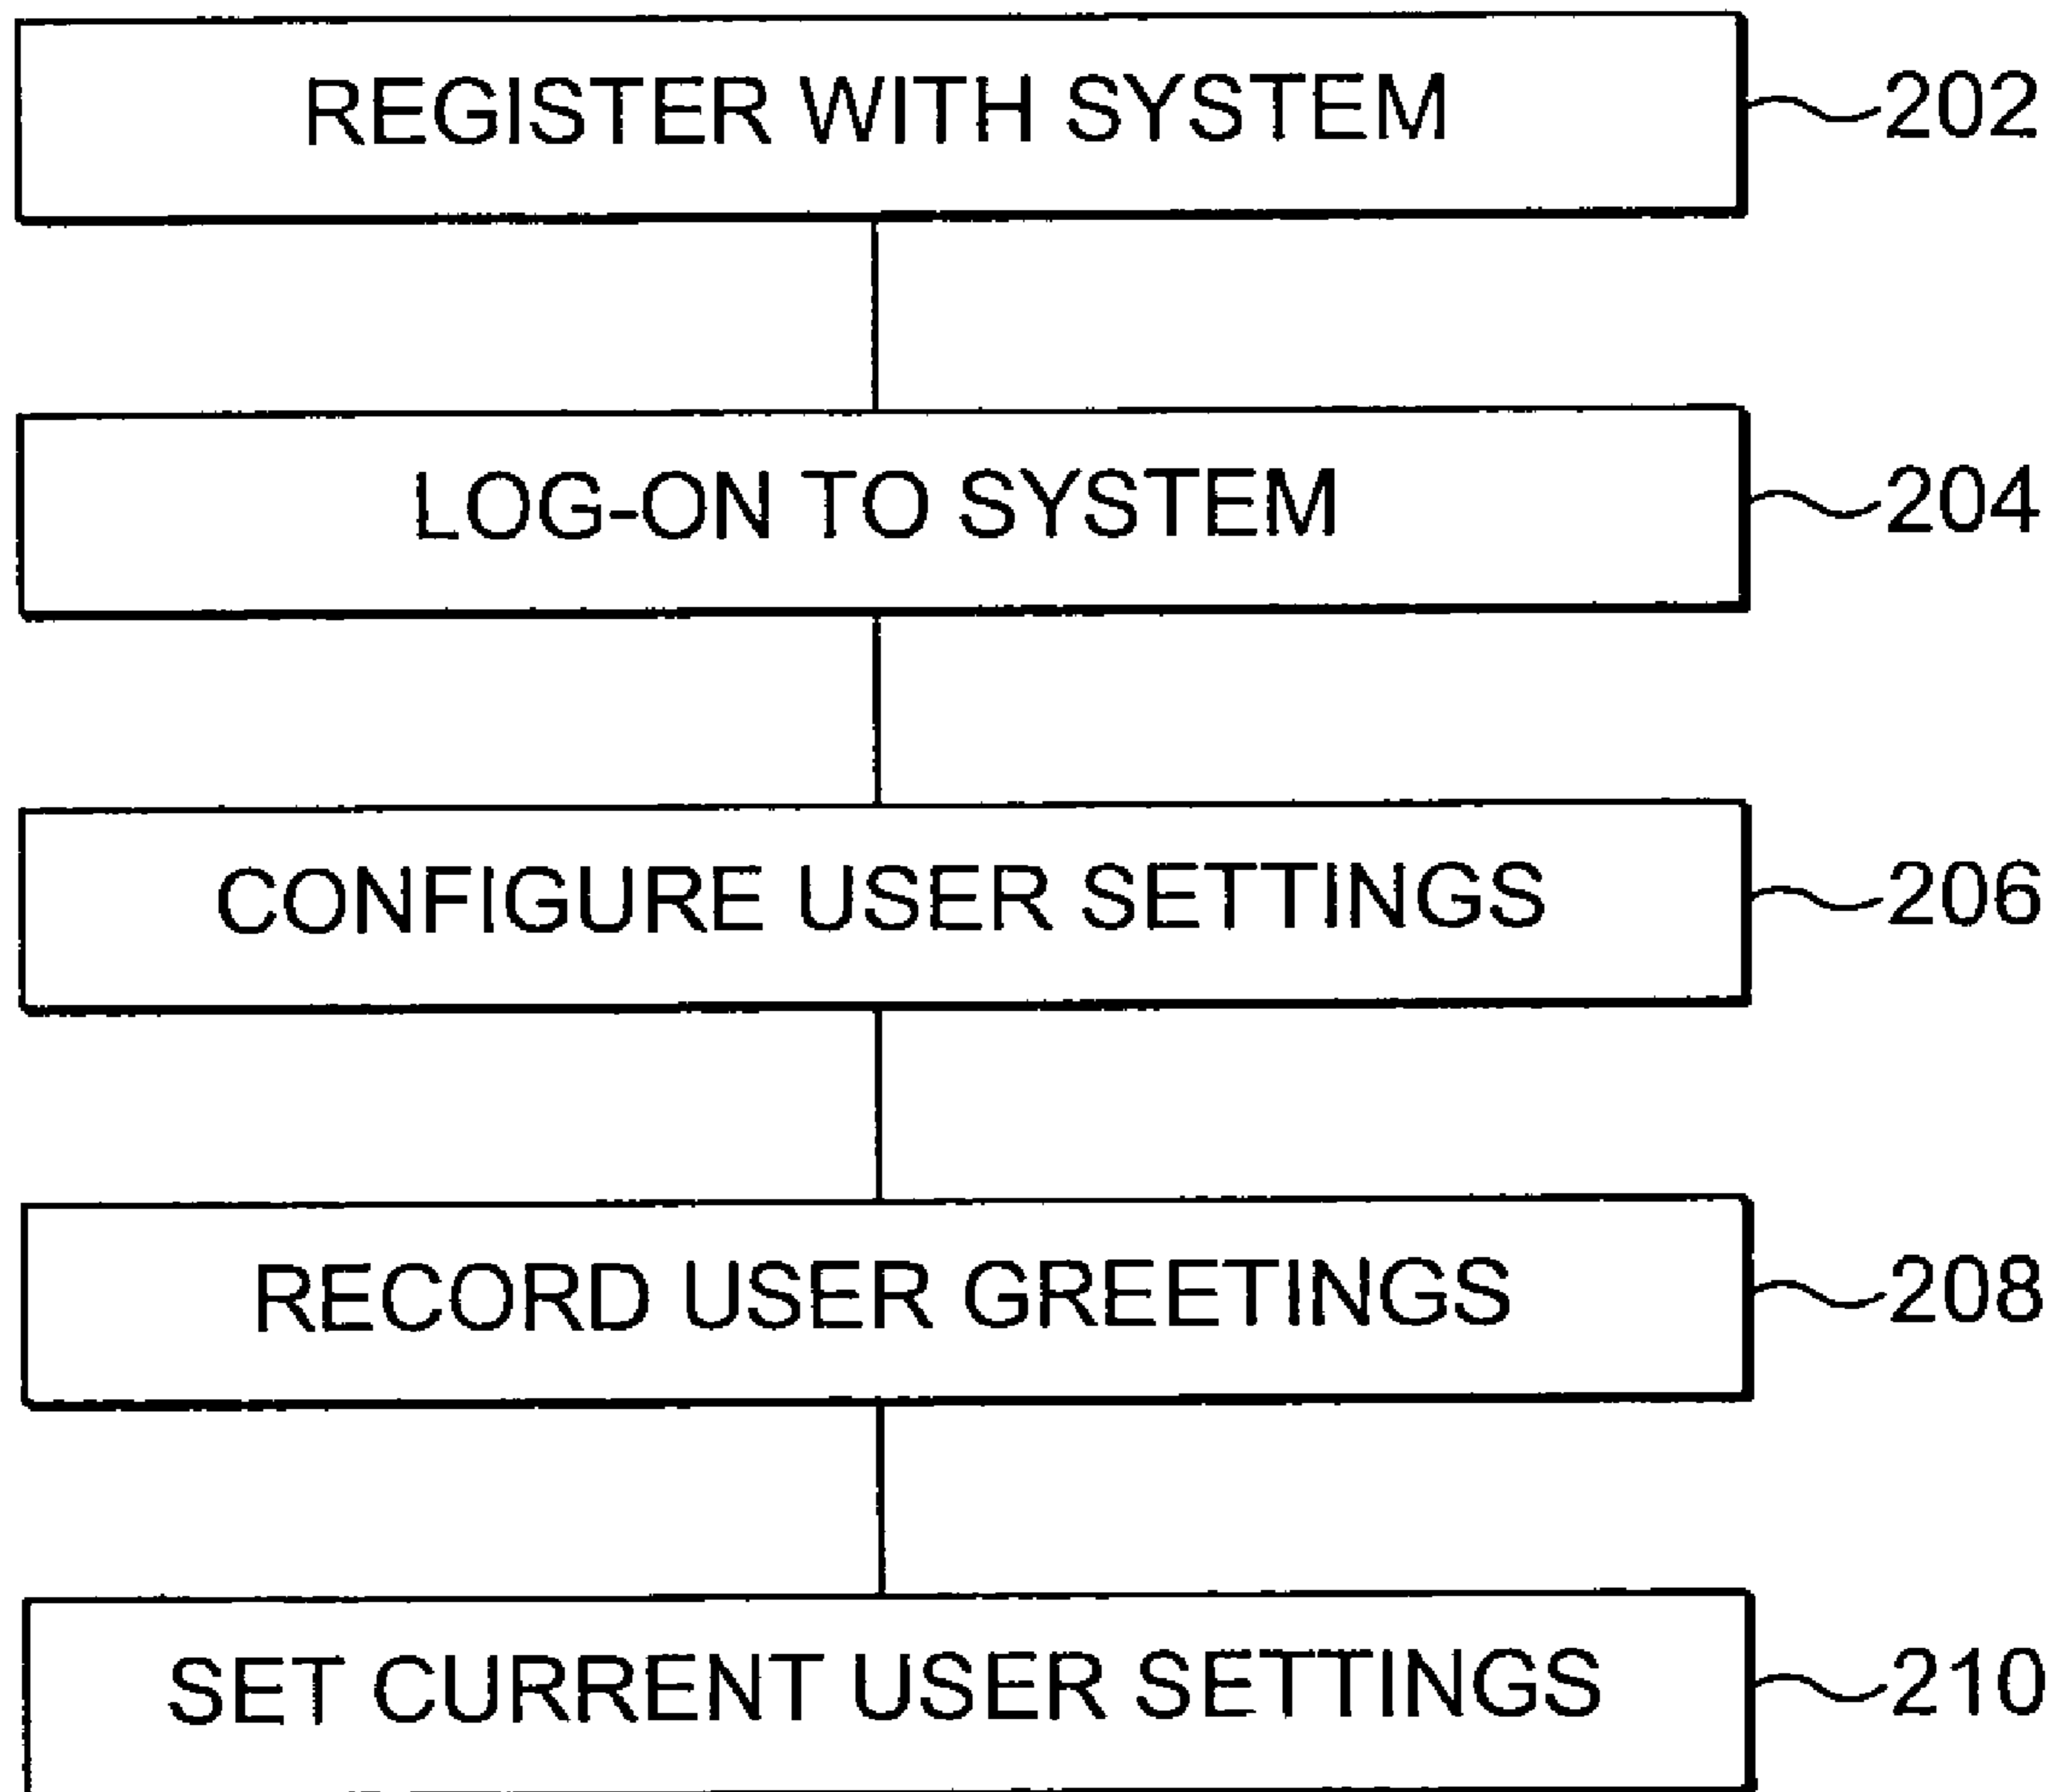 REGISTER WITH SYSTEM 202
LOG-ON TO SYSTEM 204
CONFIGURE USER SETTINGS 206
RECORD USER GREETINGS 208
SET CURRENT USER SETTINGS 210